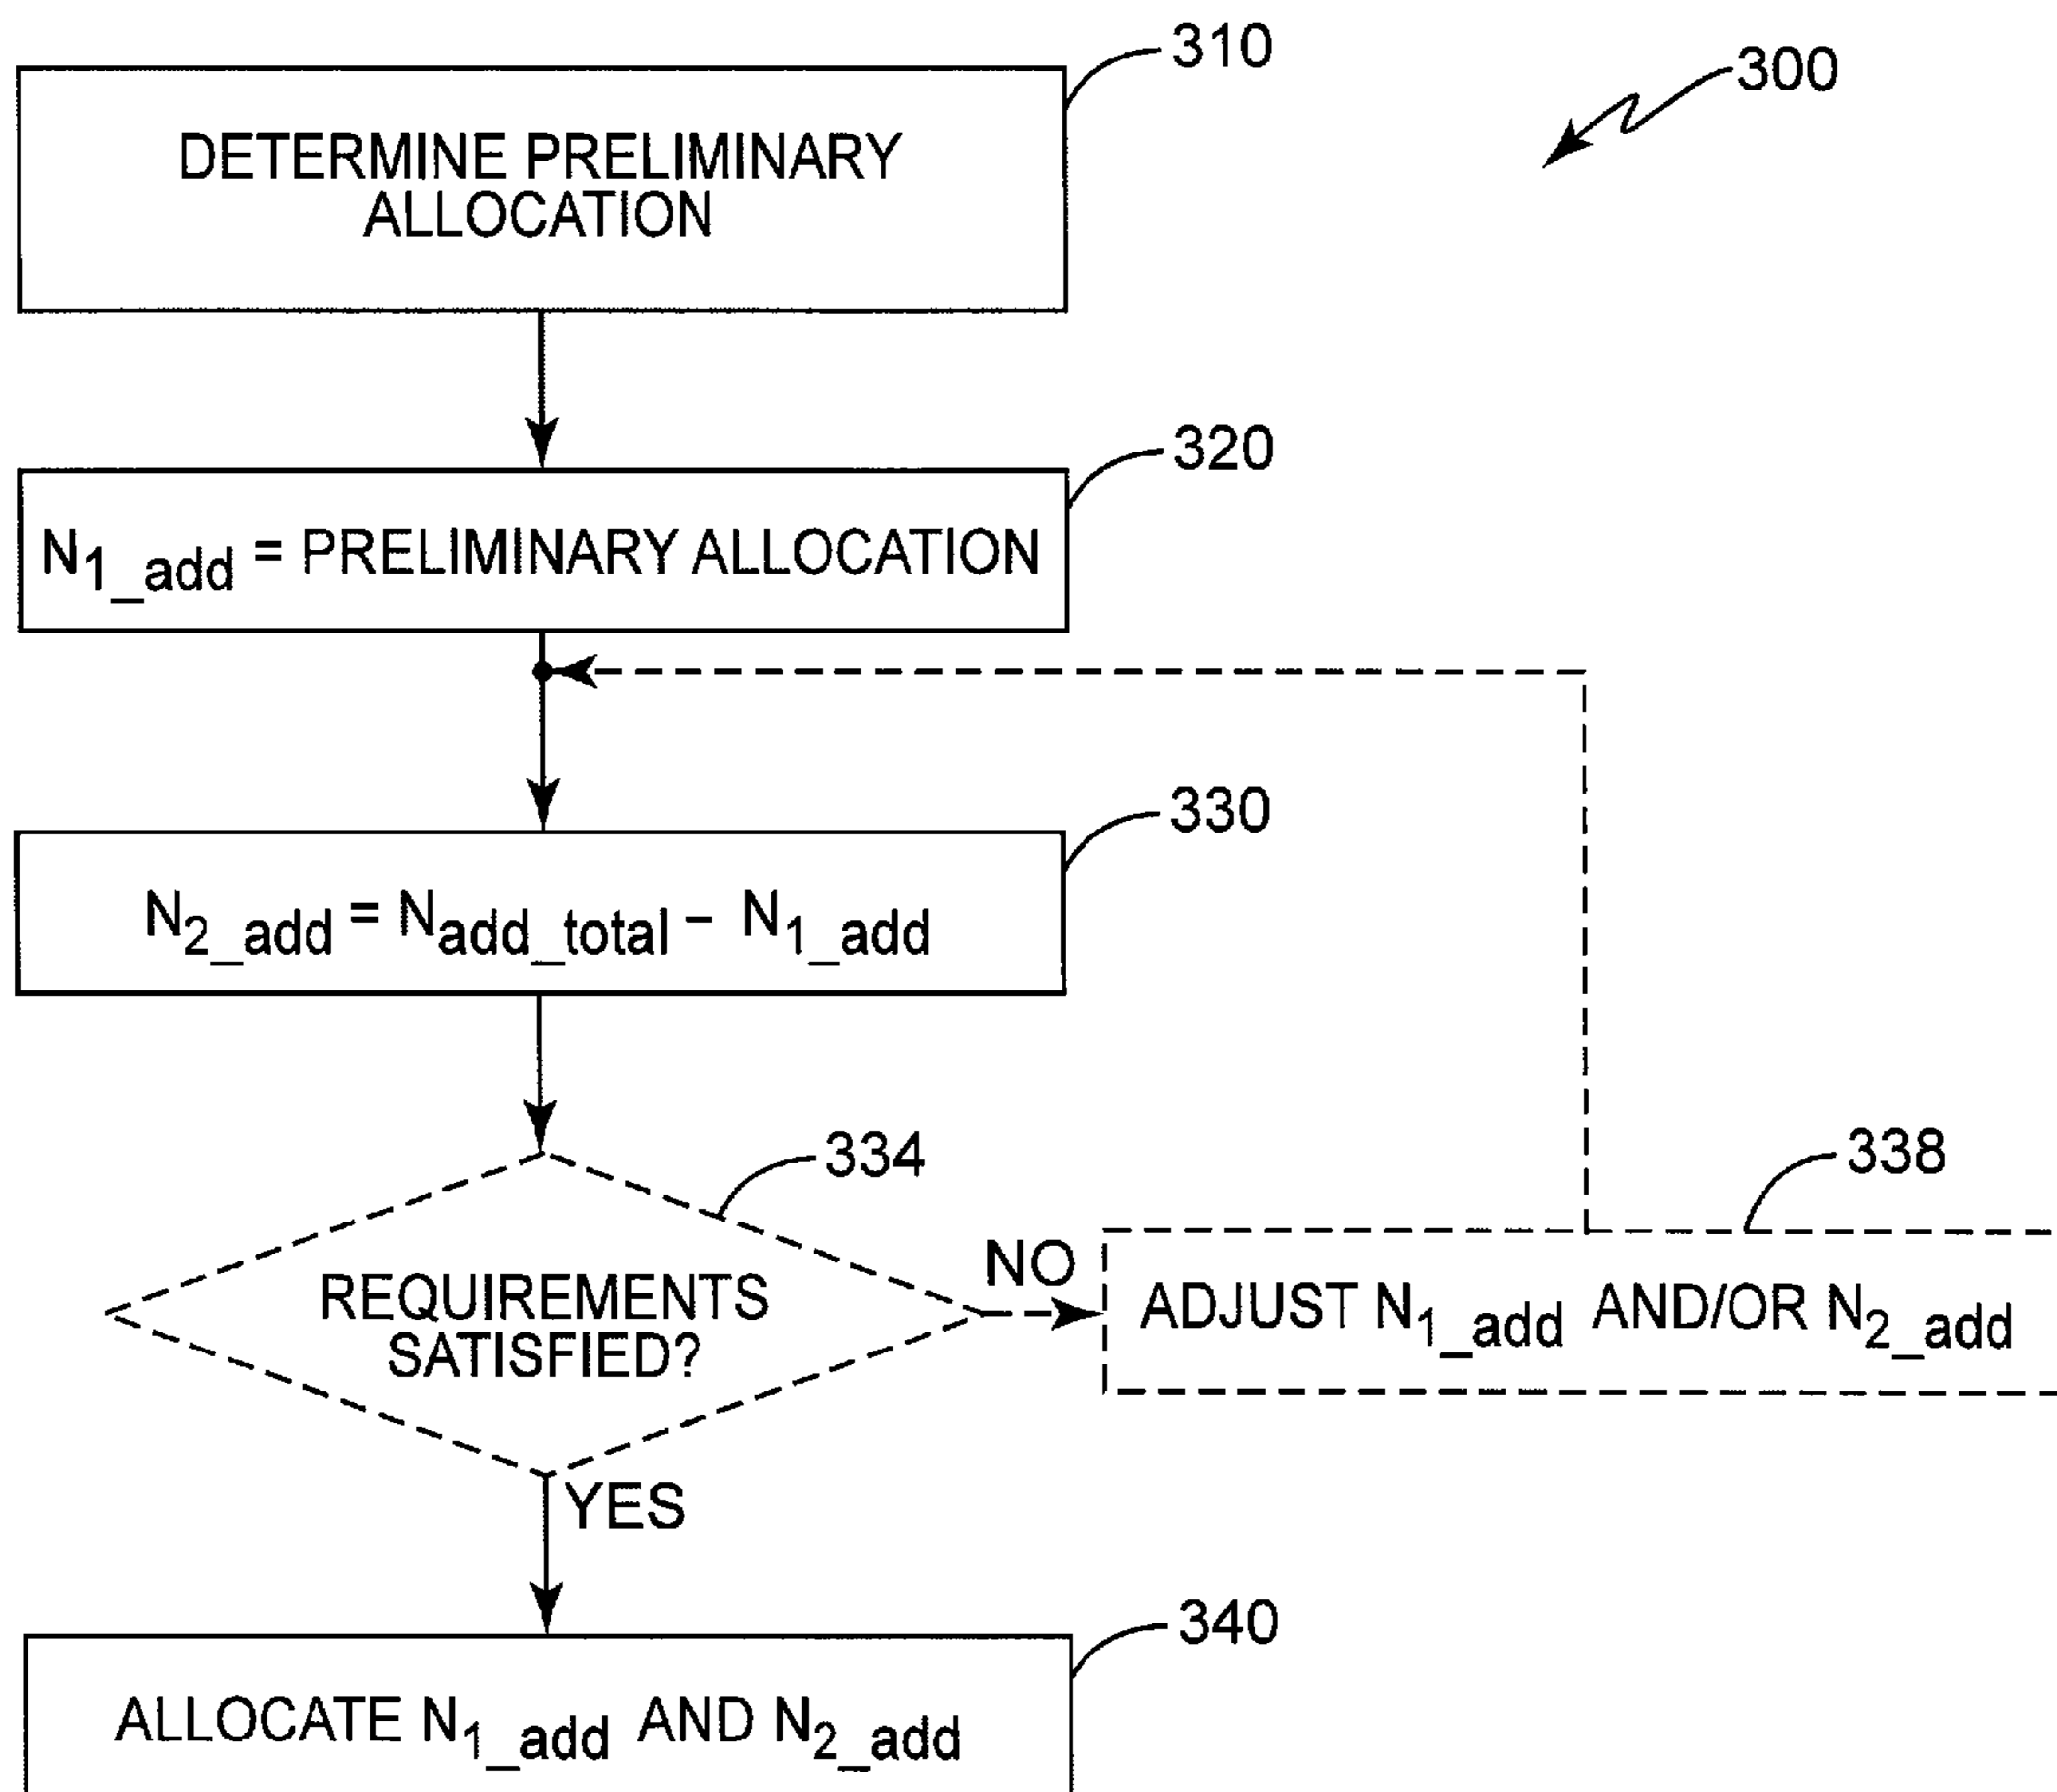 310
300
DETERMINE PRELIMINARY
ALLOCATION
320
N1_add = PRELIMINARY ALLOCATION
330
N2_add = Nadd_total - N1_add
334
338
NO
REQUIREMENTS
SATISFIED?
ADJUST N1_add AND/OR N2_add
YES
340
ALLOCATE N1_add AND N2_add